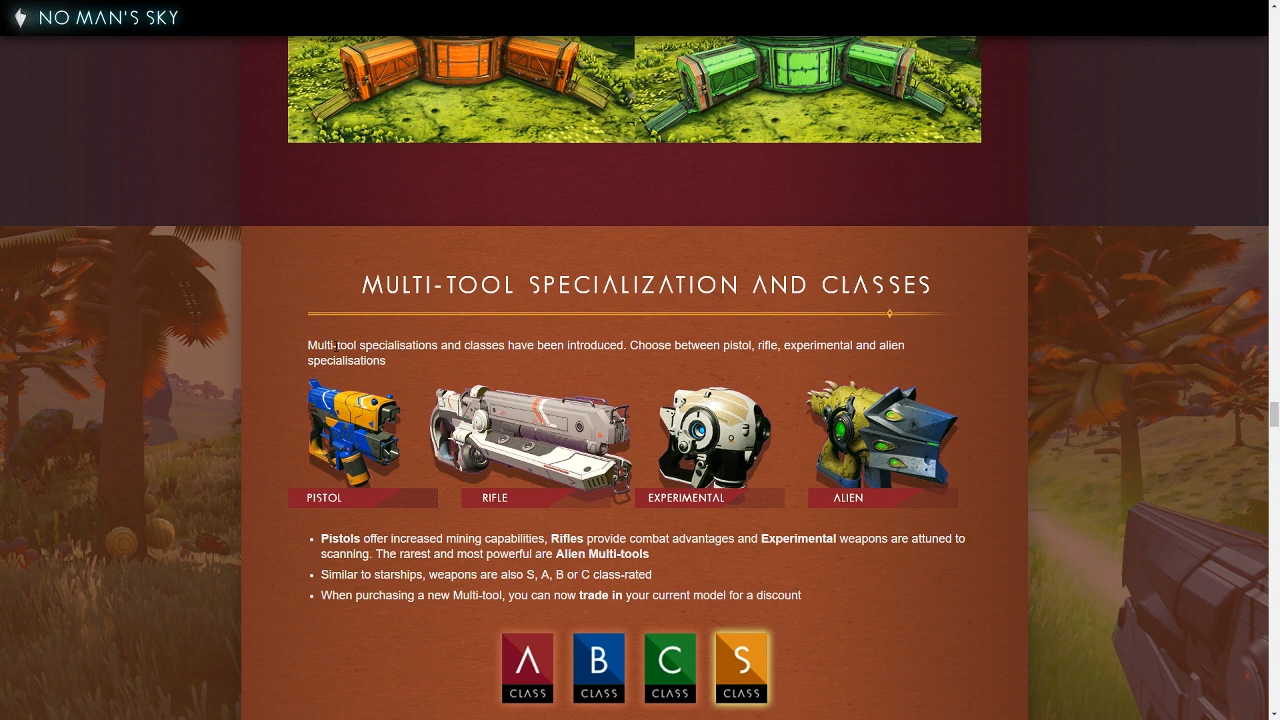 NO MAN'S SKY
MULTI-TOOL SPECIALIZATION AND CLASSES
Multi-tool specialisations and classes have been introduced. Choose between pistol, rifle, experimental and alien
specialisations
PISTOL
RIFLE
EXPERIMENTAL
ALIEN
Pistols offer increased mining capabilities, Rifles provide combat advantages and Experimental weapons are attuned to
scanning. The rarest and most powerful are Alien Multi-tools
Similar to starships, weapons are also S, A, B or C class-rated
When purchasing a new Multi-tool, you can now trade in your current model for a discount
A
CLASS
B
CLASS
C
CLASS
S
CLASS